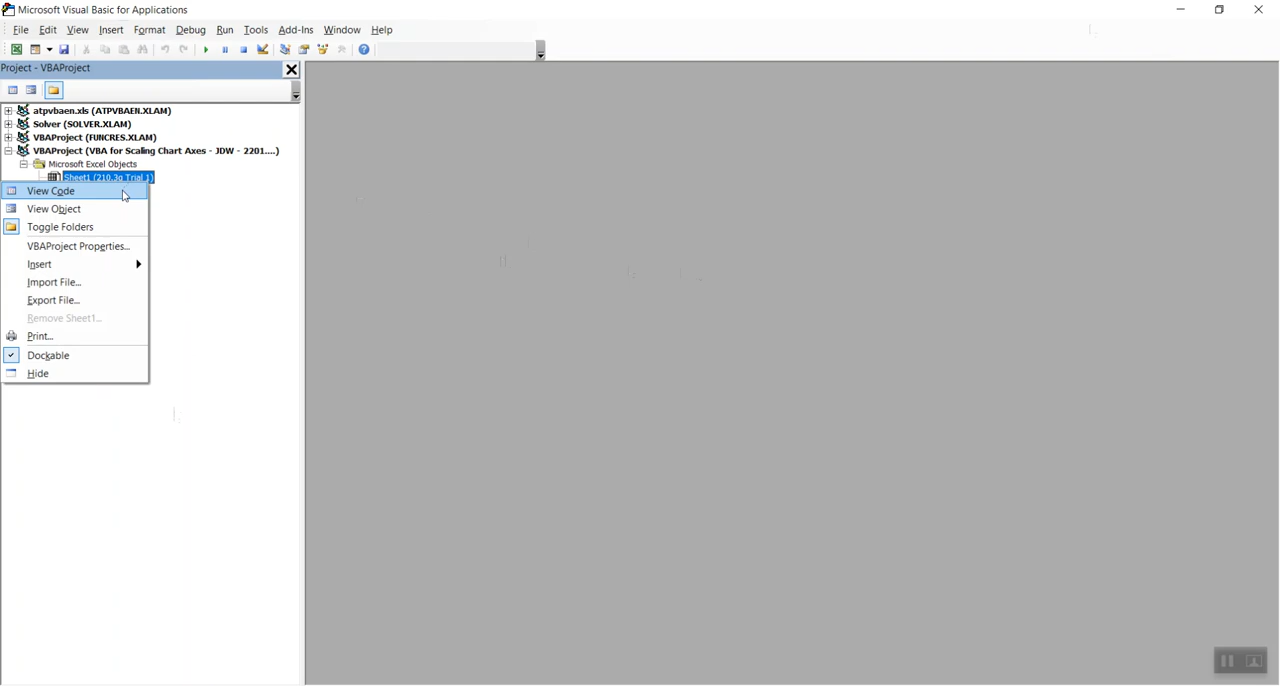 Microsoft Visual Basic for Applications
File Edit View Insert Format Debug Run Tools Add-Ins Window Help
Project - VBAProject
atpvbaen.xls (ATPVBAEN.XLAM)
Solver (SOLVER.XLAM)
VBAProject (FUNCRES.XLAM)
VBAProject (VBA for Scaling Chart Axes - JDW - 2201....)
Microsoft Excel Objects
Sheet1 (210.3g Trial 1)
View Code
View Object
Toggle Folders
VBAProject Properties...
Insert
Import File...
Export File...
Remove Sheet1...
Print...
Dockable
Hide